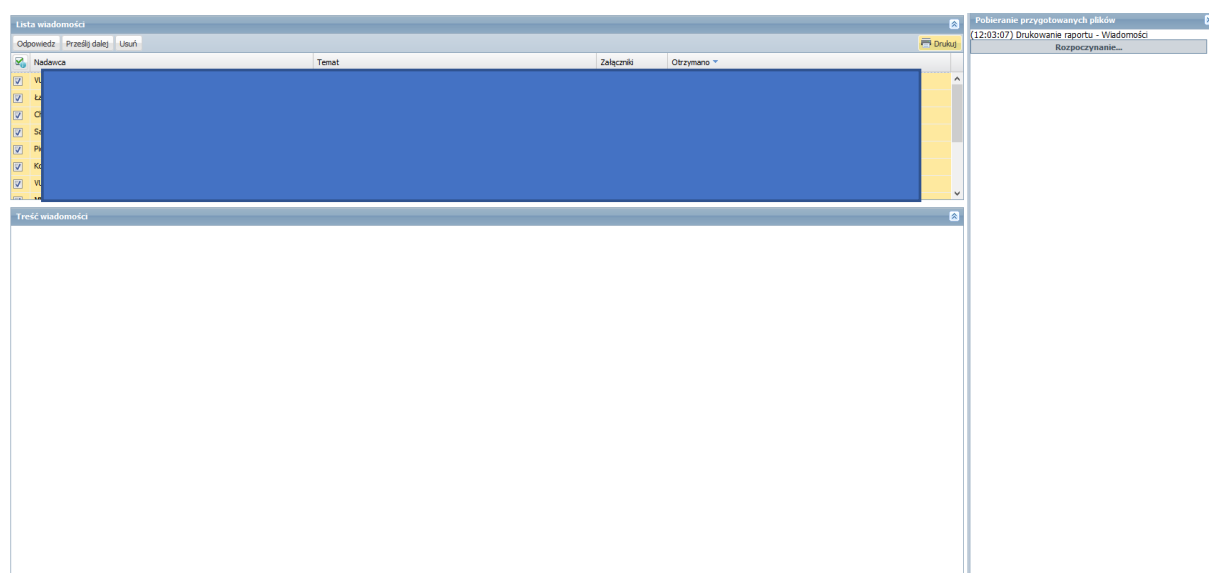 Lista wiadomości
Odpowiedz Prześlij dalej Usuń Drukuj
Nadawca Temat Załączniki Otrzymano
Treść wiadomości
Pobieranie przygotowanych plików
(12:03:07) Drukowanie raportu - Wiadomości
Rozpoczynanie...